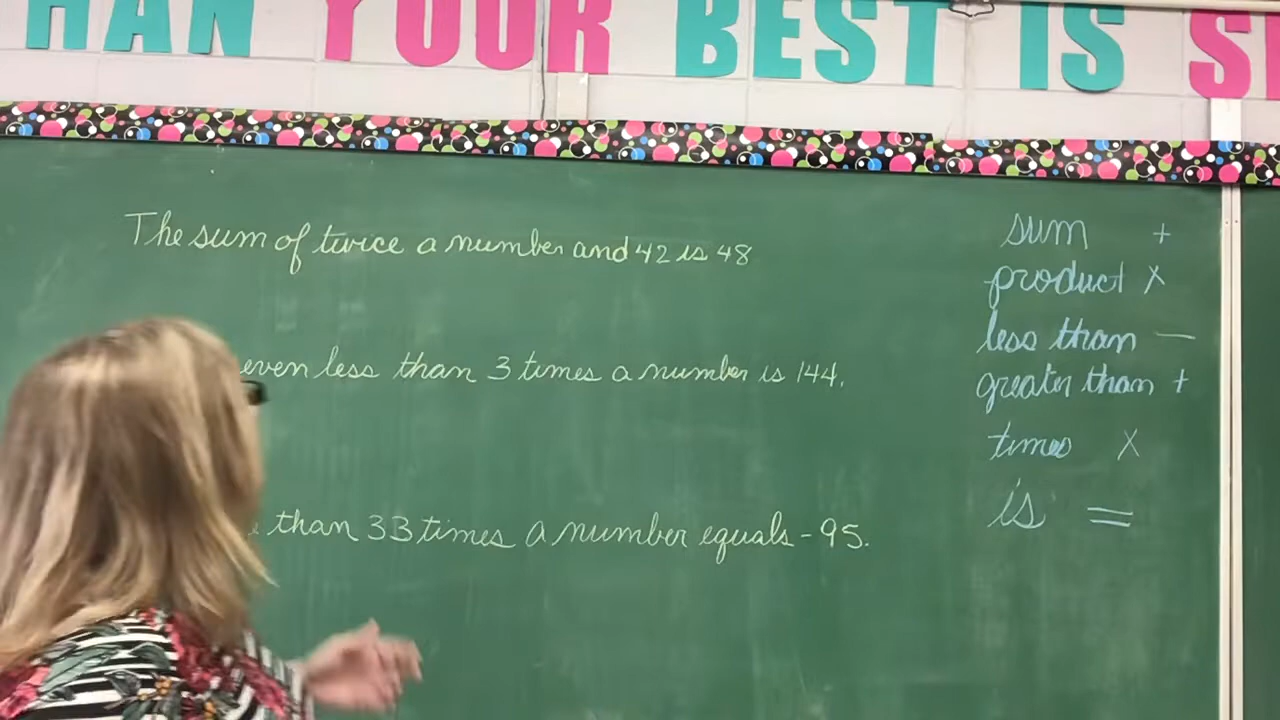 HAN YOUR BEST IS
The sum of twice a number and 42 is 48
even less than 3 times a number is 144.
than 33 times a number equals -95.
sum +
product ×
less than —
greater than +
times ×
is =